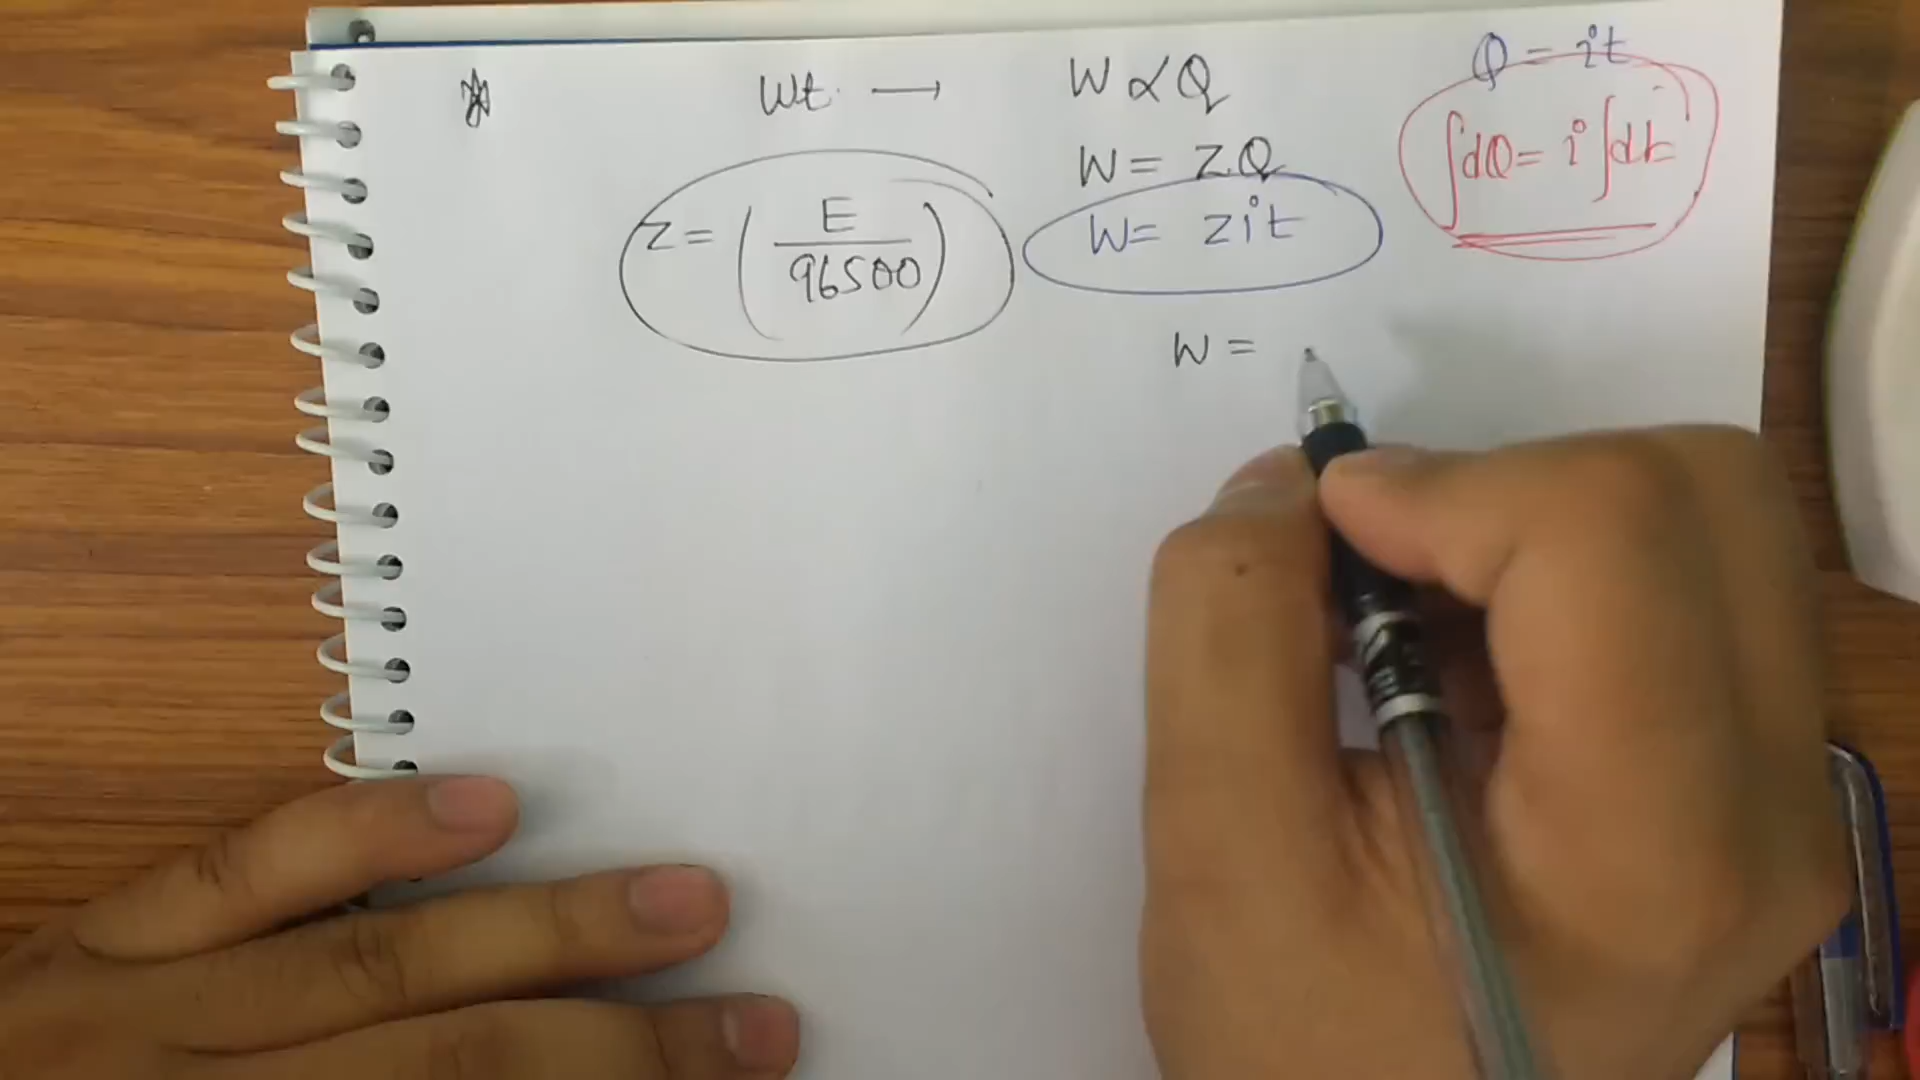 Wt. → W ∝ Q
Q = it
∫dQ = i ∫dt
W = ZQ
Z = (E/96500)
W = Zit
W =